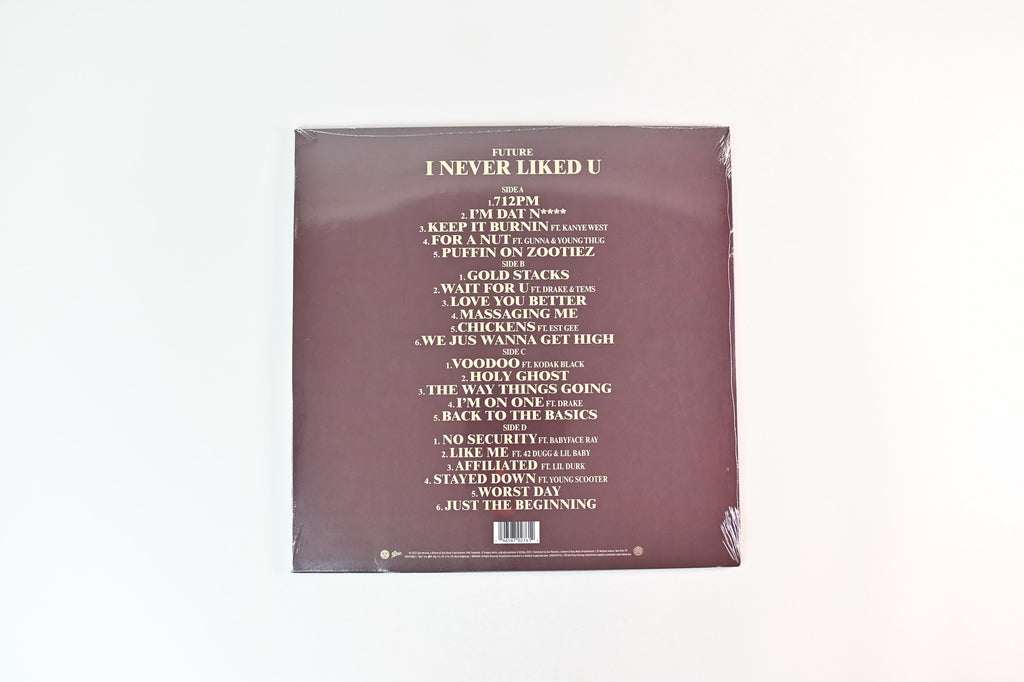 FUTURE
I NEVER LIKED U
SIDE A
1.712PM
2. I'M DAT N****
3. KEEP IT BURNIN FT. KANYE WEST
4. FOR A NUT FT. GUNNA & YOUNG THUG
5. PUFFIN ON ZOOTIEZ
SIDE B
1. GOLD STACKS
2. WAIT FOR U FT. DRAKE & TEMS
3. LOVE YOU BETTER
4. MASSAGING ME
5. CHICKENS FT. EST GEE
6. WE JUS WANNA GET HIGH
SIDE C
1. VOODOO FT. KODAK BLACK
2. HOLY GHOST
3. THE WAY THINGS GOING
4. I'M ON ONE FT. DRAKE
5. BACK TO THE BASICS
SIDE D
1. NO SECURITY FT. BABYFACE RAY
2. LIKE ME FT. 42 DUGG & LIL BABY
3. AFFILIATED FT. LIL DURK
4. STAYED DOWN FT. YOUNG SCOOTER
5. WORST DAY
6. JUST THE BEGINNING